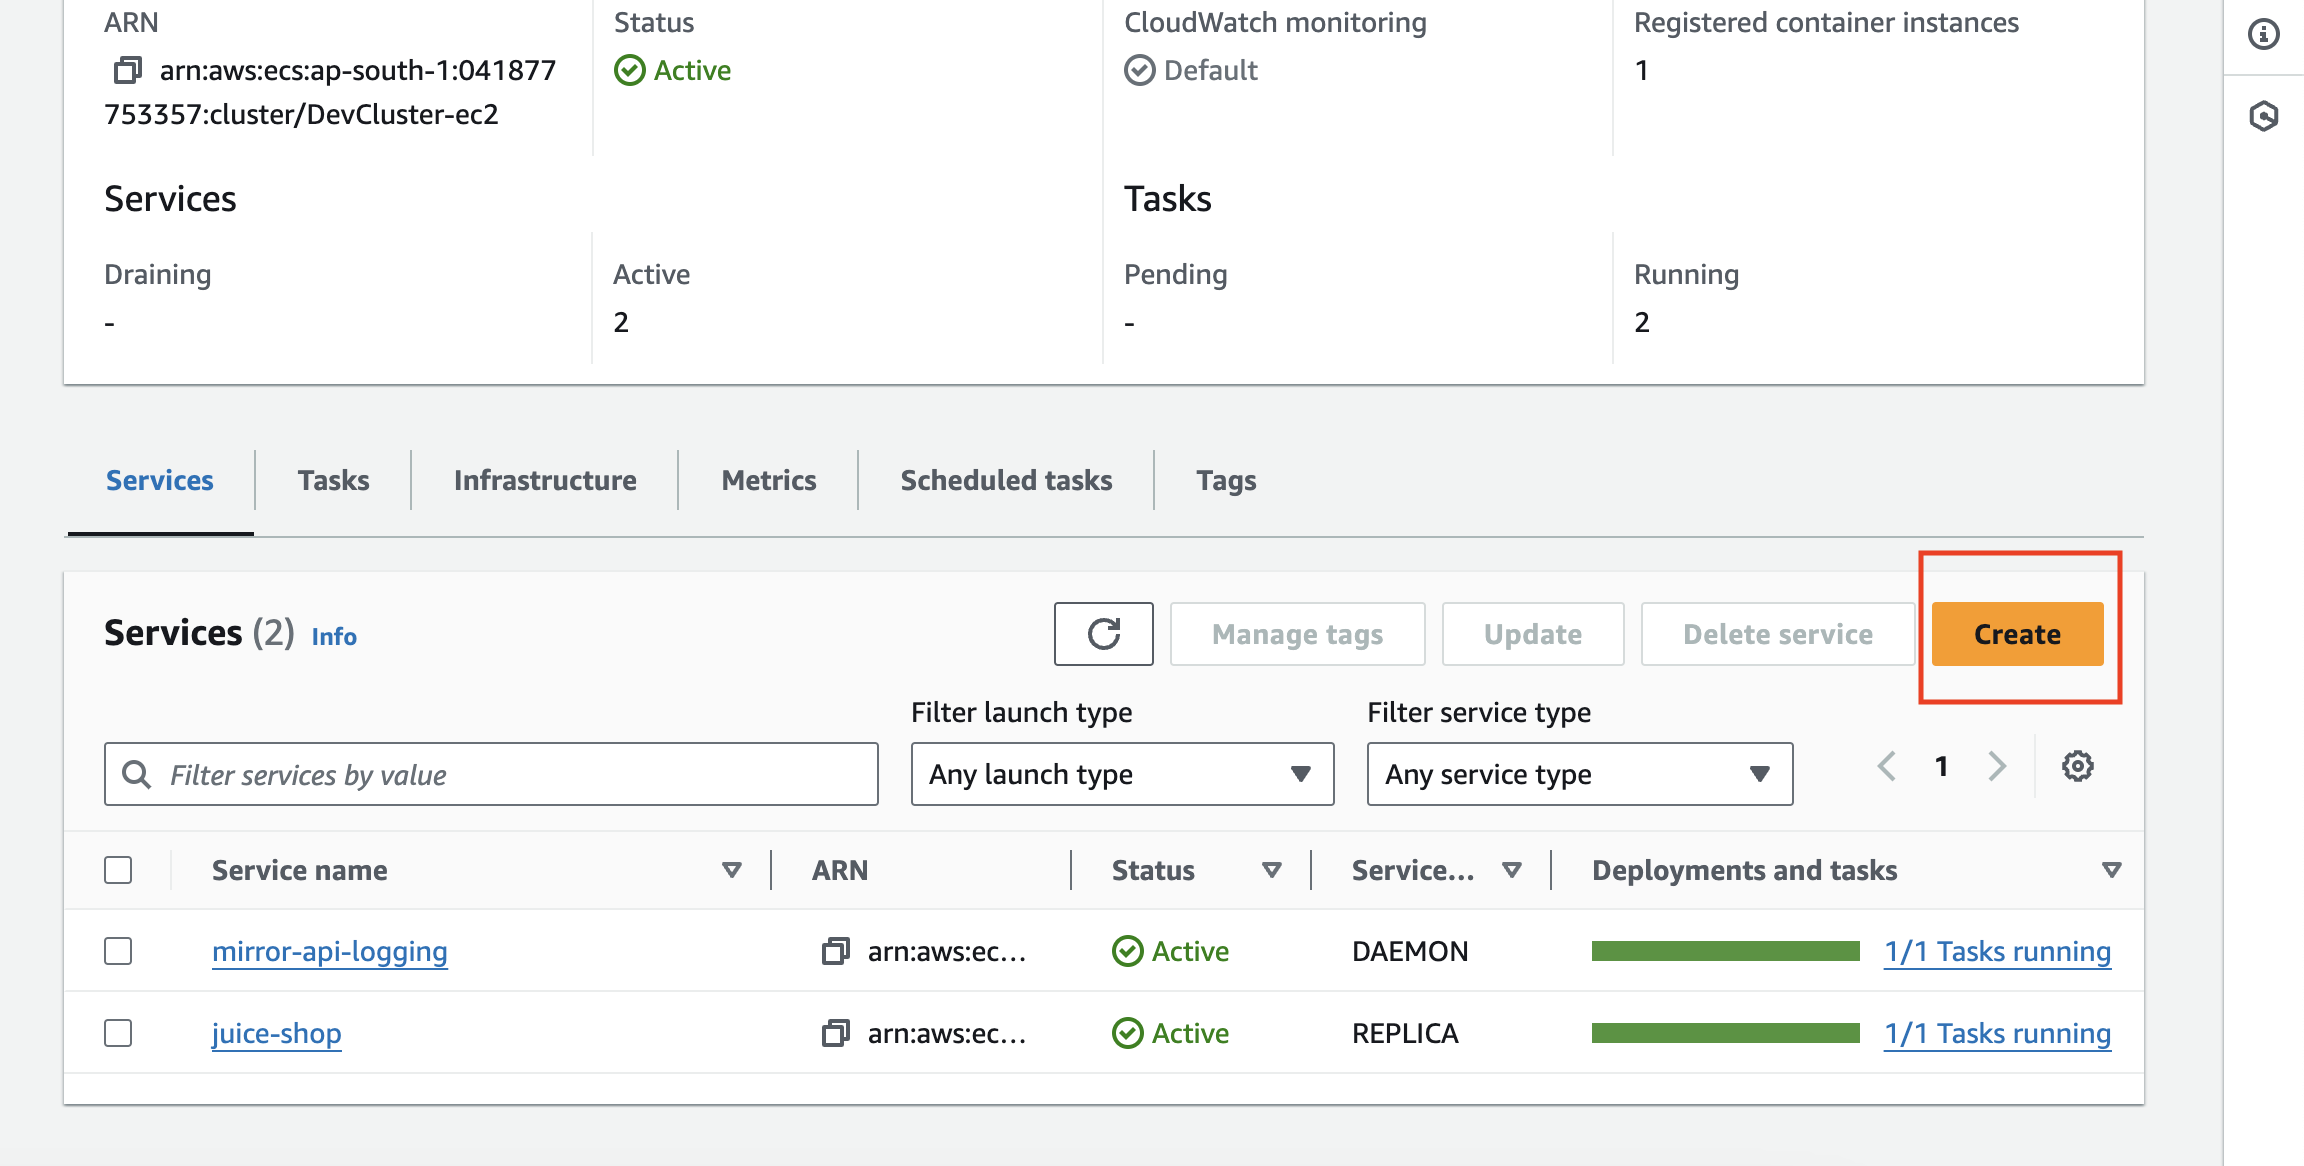 ARN
arn:aws:ecs:ap-south-1:041877
753357:cluster/DevCluster-ec2
Status
Active
CloudWatch monitoring
Default
Registered container instances
1
Services
Draining
-
Active
2
Tasks
Pending
-
Running
2
Services
Tasks
Infrastructure
Metrics
Scheduled tasks
Tags
Services (2) Info
Manage tags
Update
Delete service
Create
Filter services by value
Filter launch type
Any launch type
Filter service type
Any service type
1
Service name ARN Status Service... Deployments and tasks
mirror-api-logging arn:aws:ec... Active DAEMON 1/1 Tasks running
juice-shop arn:aws:ec... Active REPLICA 1/1 Tasks running